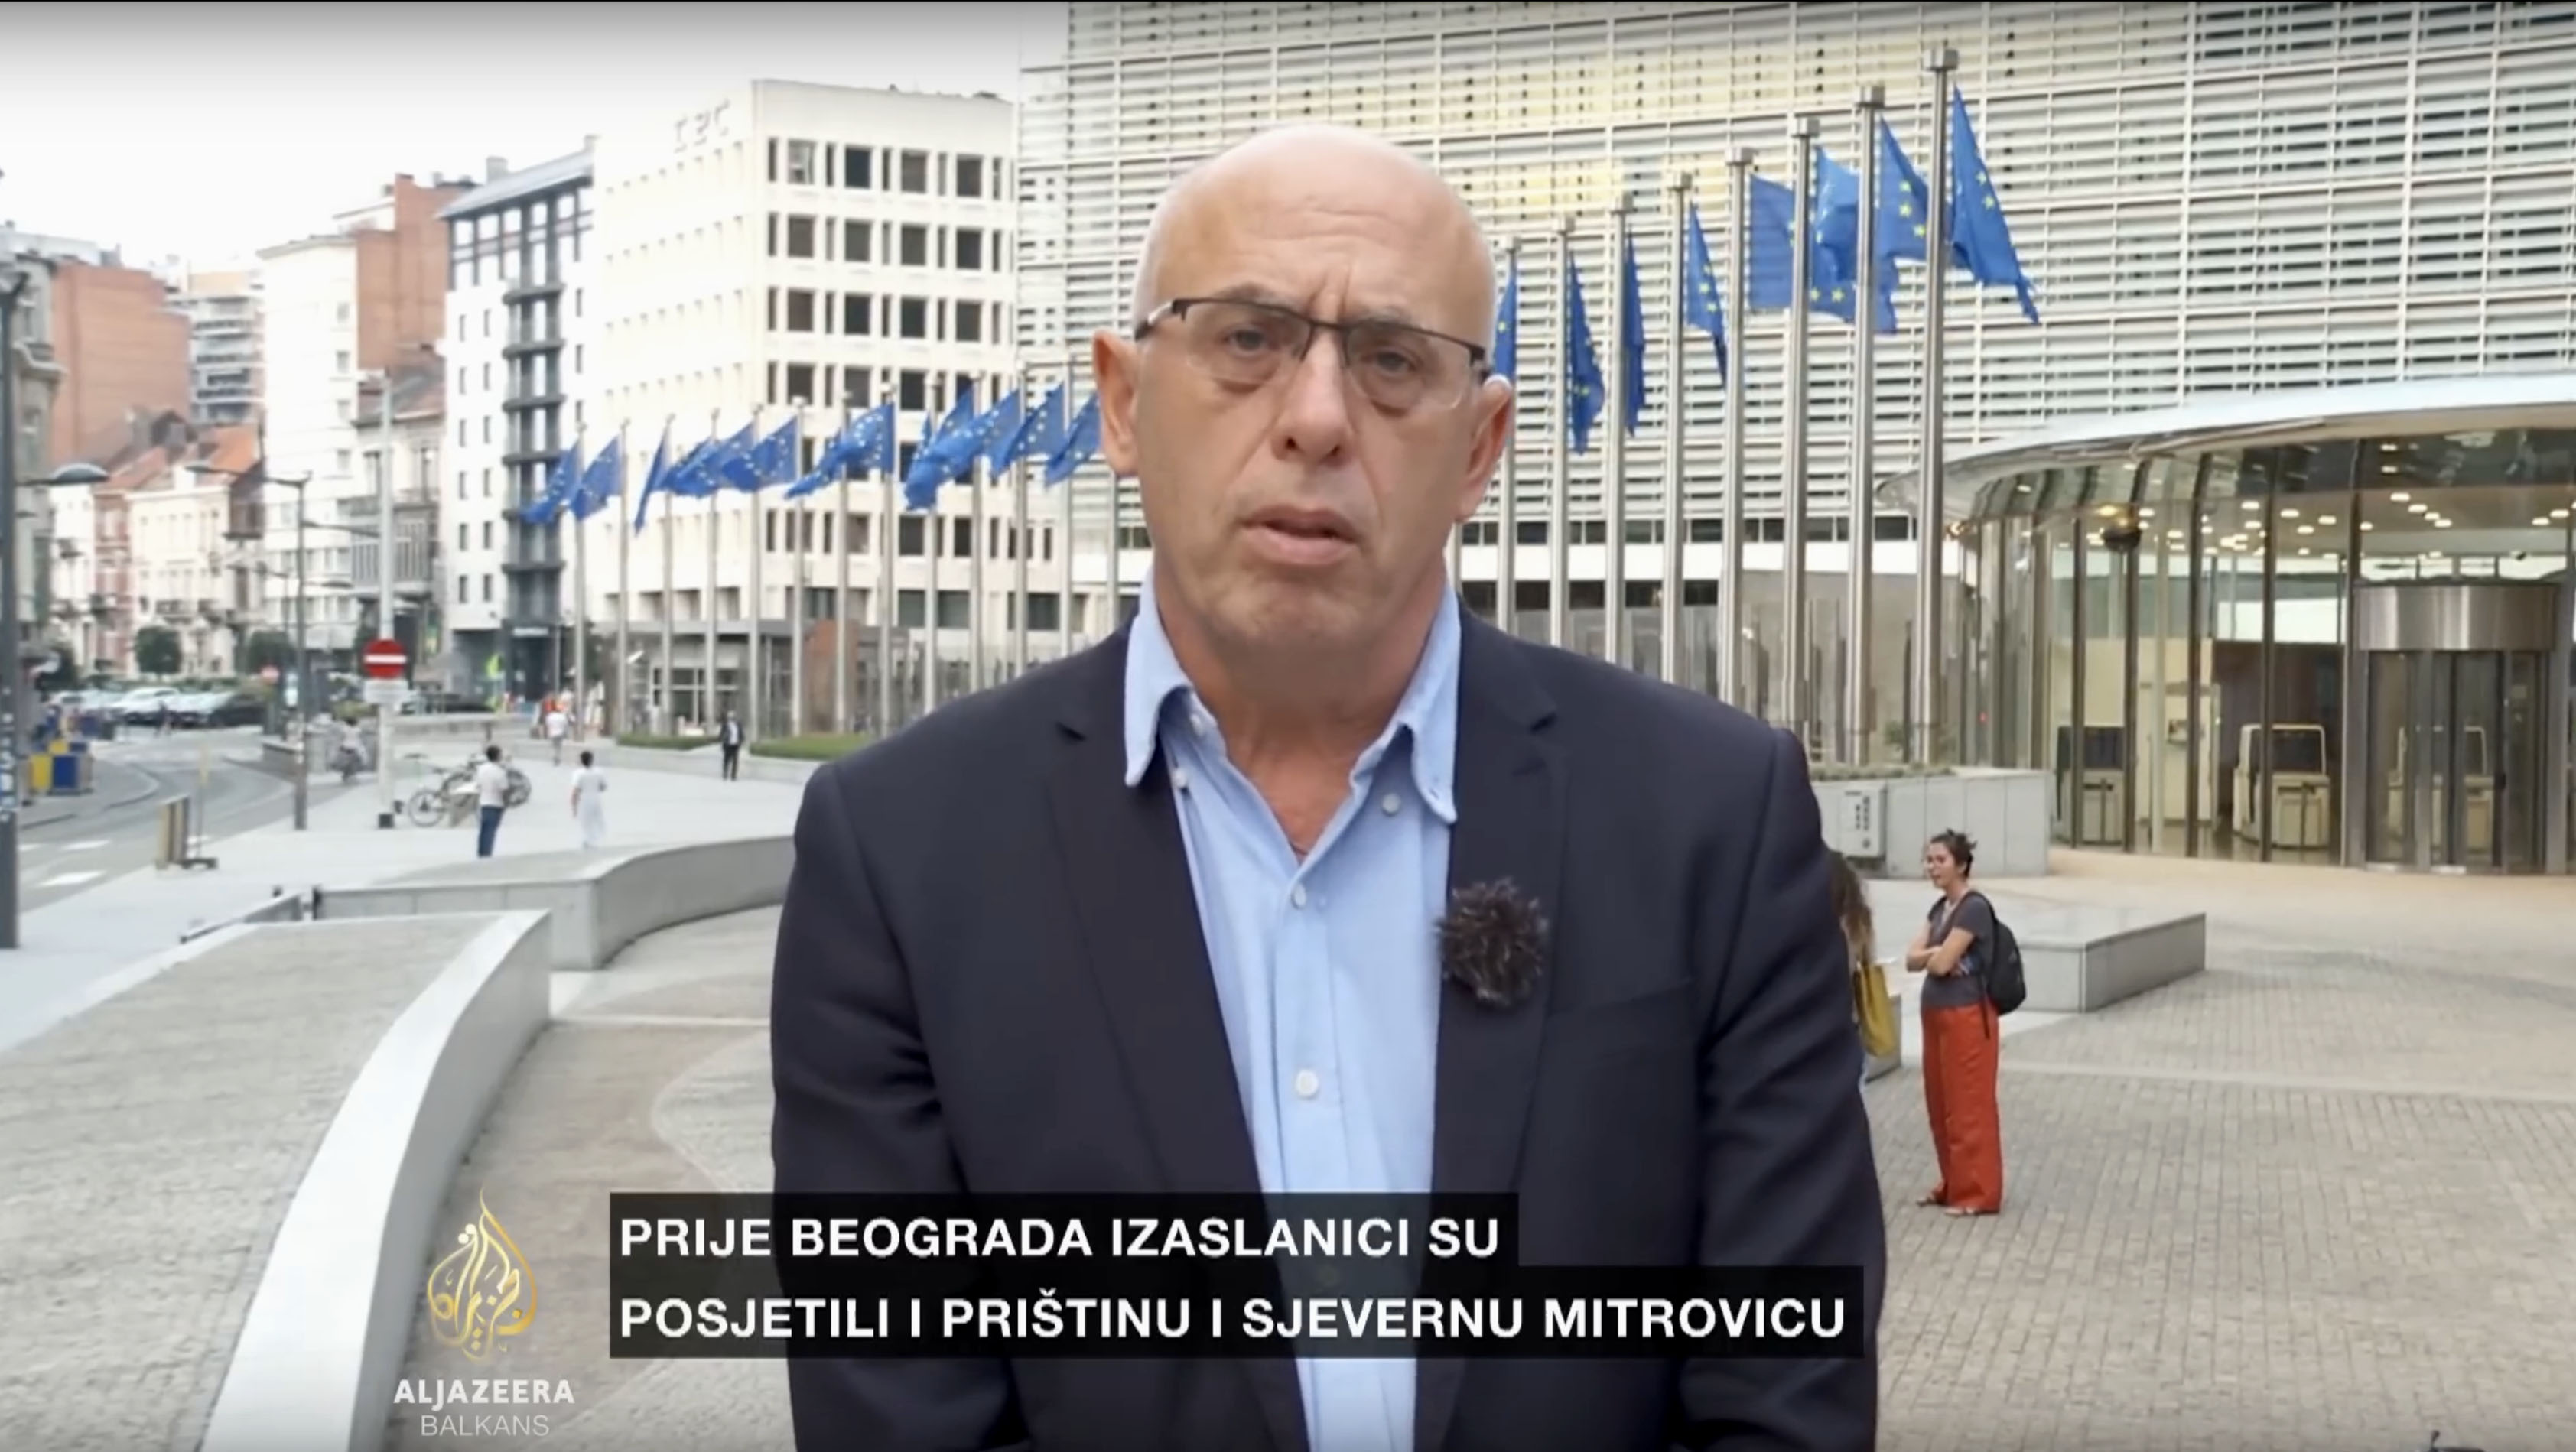 PRIJE BEOGRADA IZASLANICI SU
POSJETILI I PRIŠTINU I SJEVERNU MITROVICU
ALJAZEERA
BALKANS